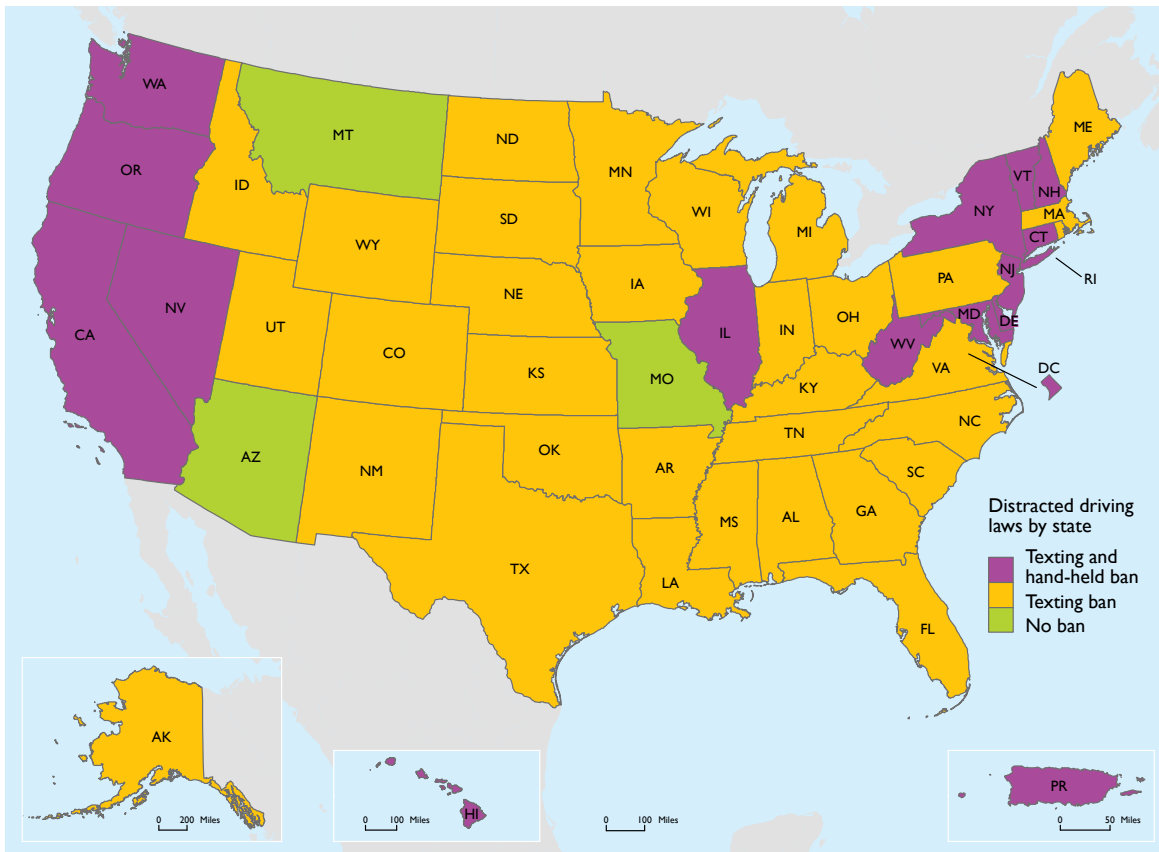 WA
MT
ND
ME
OR
ID
MN
VT
NH
SD
WI
NY
MA
WY
MI
CT
IA
PA
NJ
RI
NE
NV
UT
IL
IN
OH
MD
DE
CA
CO
WV
VA
DC
KS
MO
KY
NC
TN
AZ
OK
NM
AR
SC
MS
AL
GA
TX
LA
FL
Distracted driving
laws by state
Texting and
hand-held ban
Texting ban
No ban
AK
0 200 Miles
HI
0 100 Miles
0 100 Miles
PR
0 50 Miles